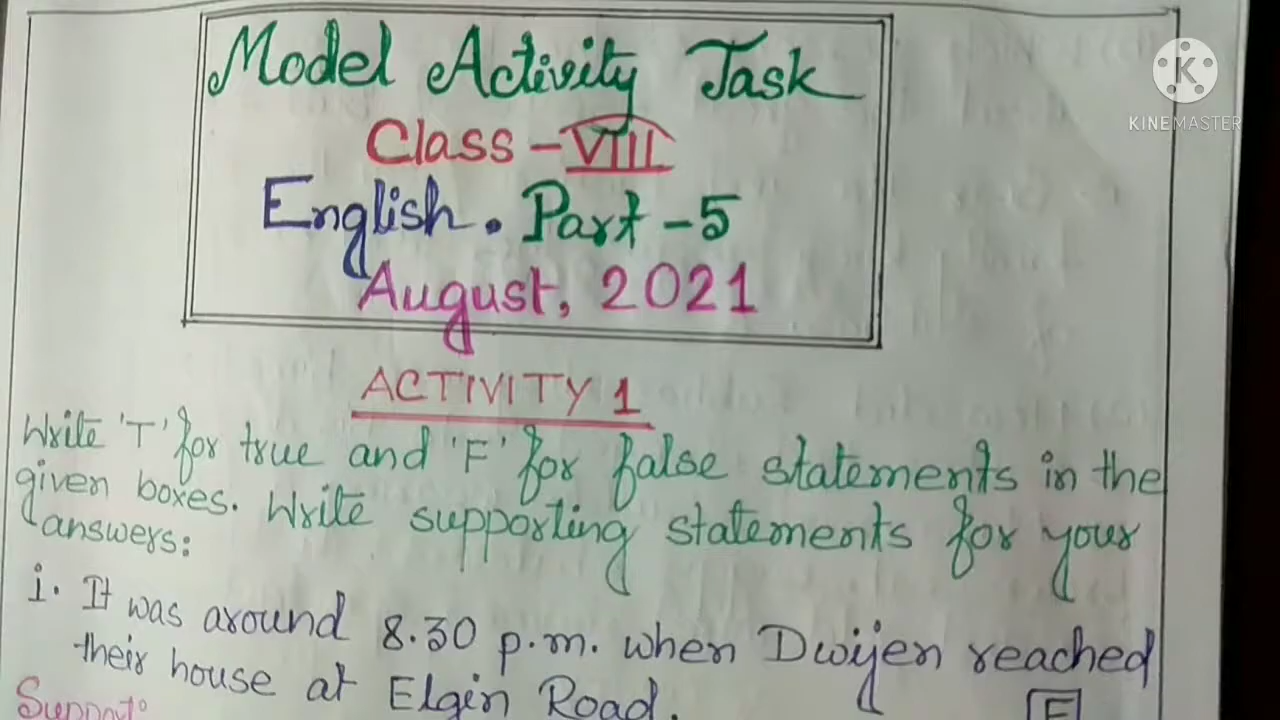 Model Activity Task
Class - VIII
English. Part - 5
August, 2021
ACTIVITY 1
Write 'T' for true and 'F' for false statements in the
given boxes. Write supporting statements for your
answers:
i. It was around 8.30 p.m. when Dwijen reached
their house at Elgin Road.
F
Support:
K
KINEMASTER